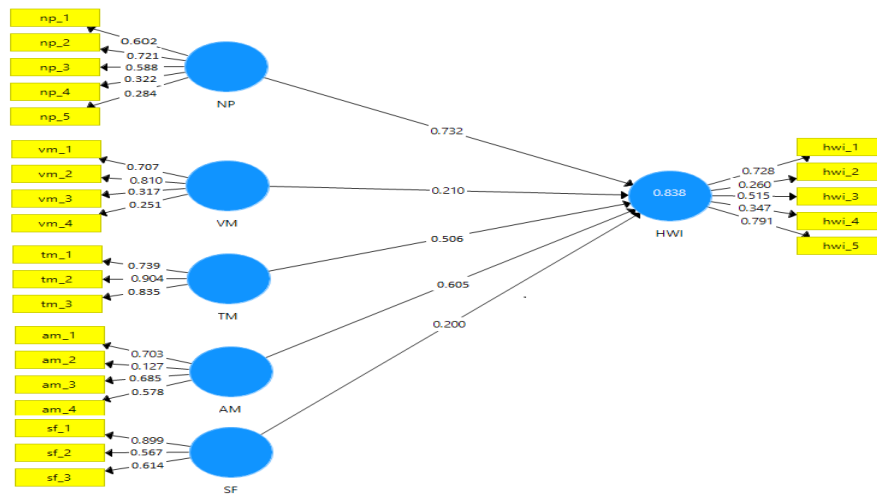 np_1
np_2
np_3
np_4
np_5
0.602
0.721
0.588
0.322
0.284
NP
0.732
vm_1
vm_2
vm_3
vm_4
0.707
0.810
0.317
0.251
VM
0.210
tm_1
tm_2
tm_3
0.739
0.904
0.835
TM
0.506
am_1
am_2
am_3
am_4
0.703
0.127
0.685
0.578
AM
0.605
sf_1
sf_2
sf_3
0.899
0.567
0.614
SF
0.200
0.838
HWI
0.728
0.260
0.515
0.347
0.791
hwi_1
hwi_2
hwi_3
hwi_4
hwi_5